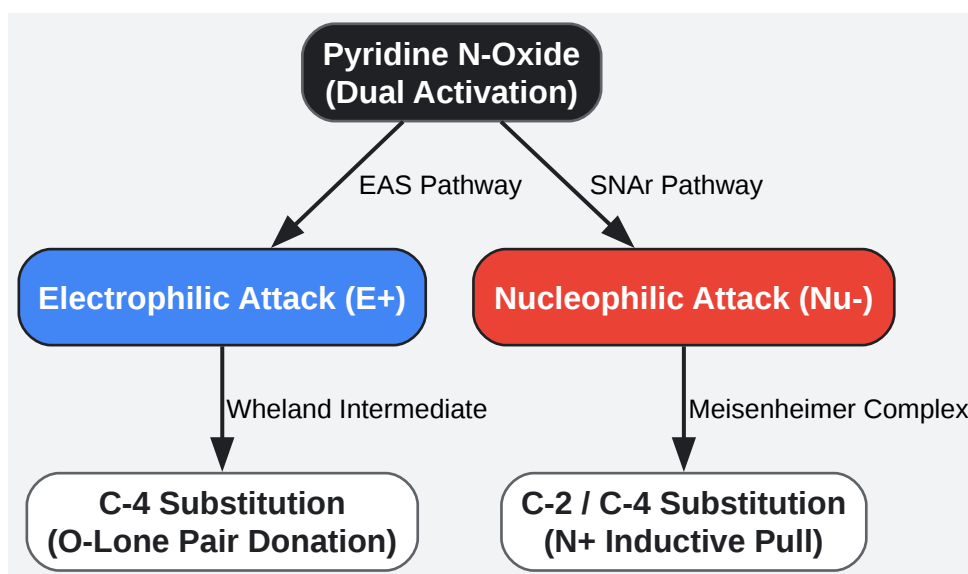 Pyridine N-Oxide
(Dual Activation)
EAS Pathway
SNAr Pathway
Electrophilic Attack (E+)
Nucleophilic Attack (Nu-)
Wheland Intermediate
Meisenheimer Complex
C-4 Substitution
(O-Lone Pair Donation)
C-2 / C-4 Substitution
(N+ Inductive Pull)